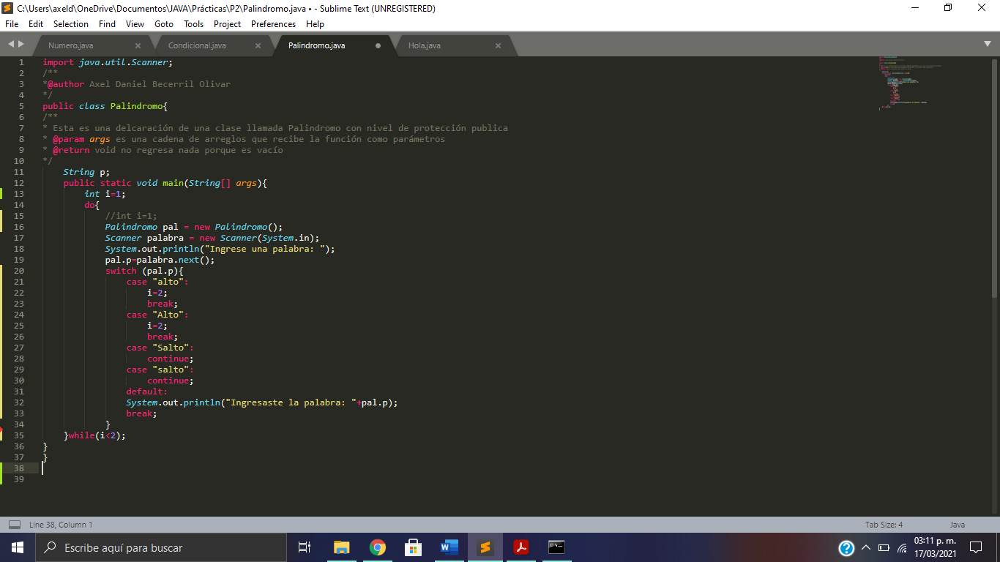 C:\Users\axeld\OneDrive\Documentos\JAVA\Prácticas\P2\Palindromo.java • - Sublime Text (UNREGISTERED)
File Edit Selection Find View Goto Tools Project Preferences Help
Numero.java Condicional.java Palindromo.java Hola.java
1 import java.util.Scanner;
2 /**
3 *@author Axel Daniel Becerril Olivar
4 */
5 public class Palindromo{
6 /**
7 * Esta es una delcaración de una clase llamada Palindromo con nivel de protección publica
8 * @param args es una cadena de arreglos que recibe la función como parámetros
9 * @return void no regresa nada porque es vacío
10 */
11 String p;
12 public static void main(String[] args){
13 int i=1;
14 do{
15 //int i=1;
16 Palindromo pal = new Palindromo();
17 Scanner palabra = new Scanner(System.in);
18 System.out.println("Ingrese una palabra: ");
19 pal.p=palabra.next();
20 switch (pal.p){
21 case "alto":
22 i=2;
23 break;
24 case "Alto":
25 i=2;
26 break;
27 case "Salto":
28 continue;
29 case "salto":
30 continue;
31 default:
32 System.out.println("Ingresaste la palabra: "+pal.p);
33 break;
34 }
35 }while(i<2);
36 }
37 }
38
39
Line 38, Column 1 Tab Size: 4 Java
Escribe aquí para buscar
03:11 p. m.
17/03/2021